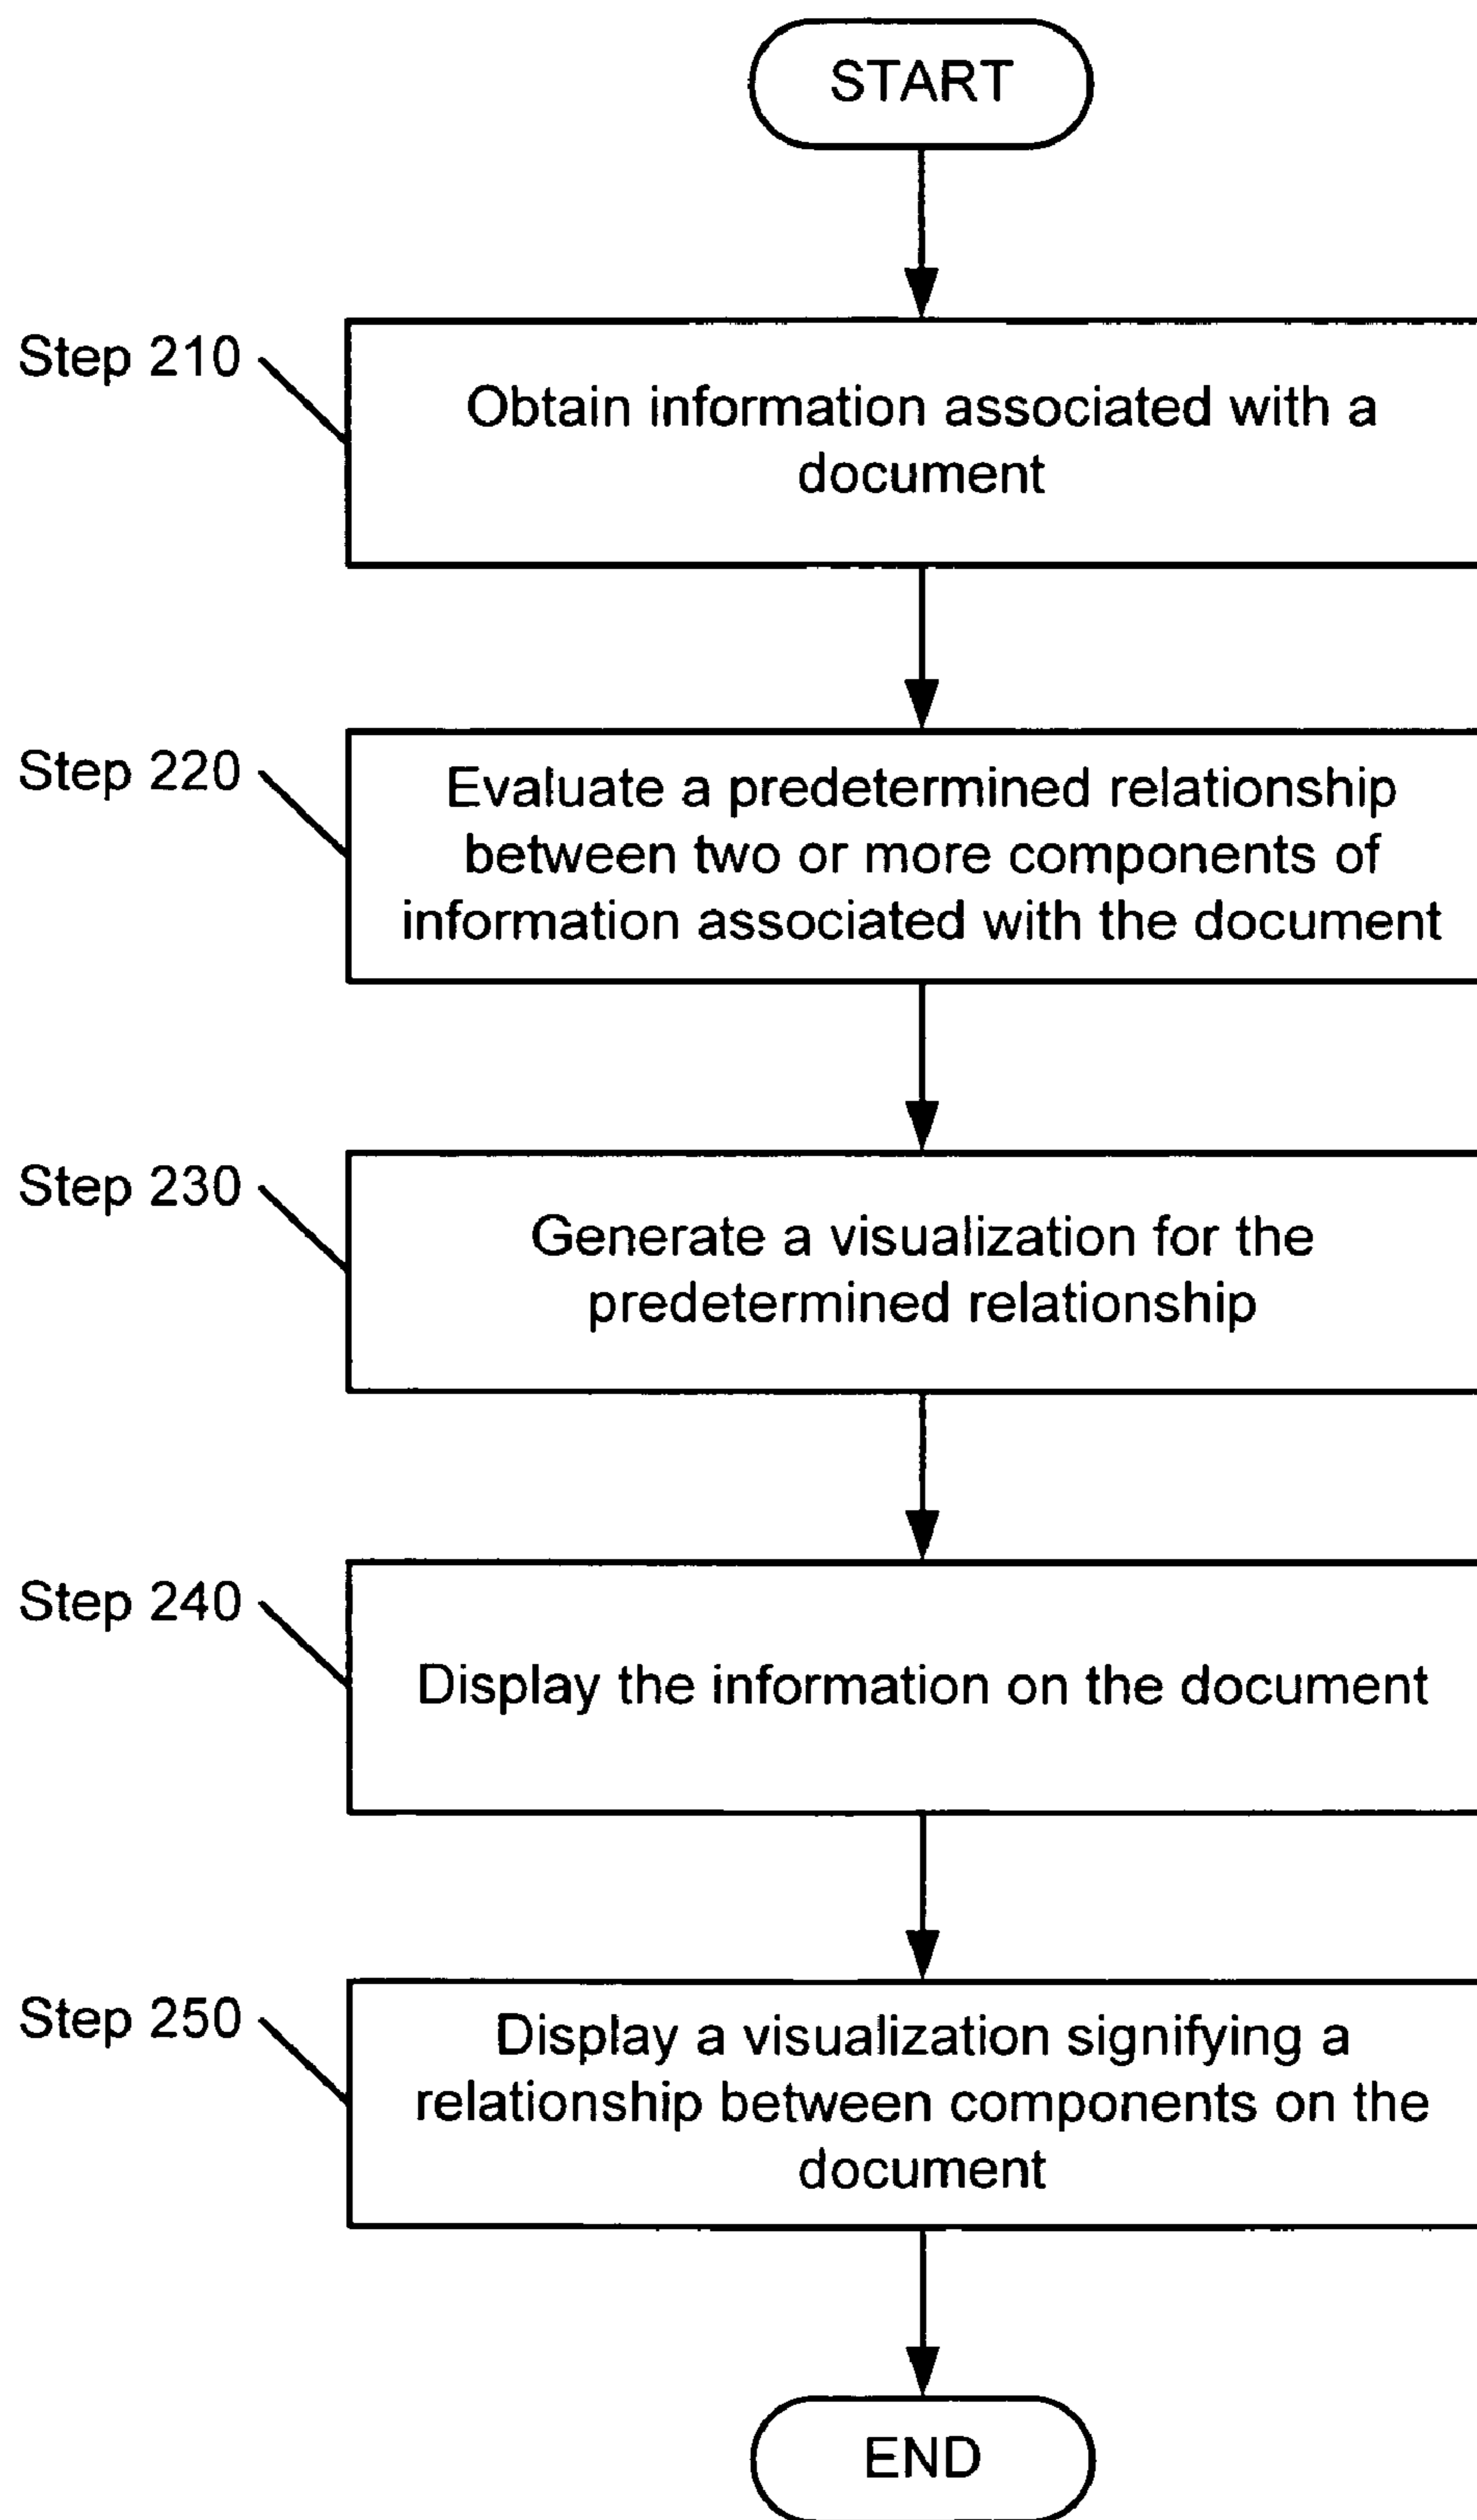 START
Step 210
Obtain information associated with a
document
Step 220
Evaluate a predetermined relationship
between two or more components of
information associated with the document
Step 230
Generate a visualization for the
predetermined relationship
Step 240
Display the information on the document
Step 250
Display a visualization signifying a
relationship between components on the
document
END